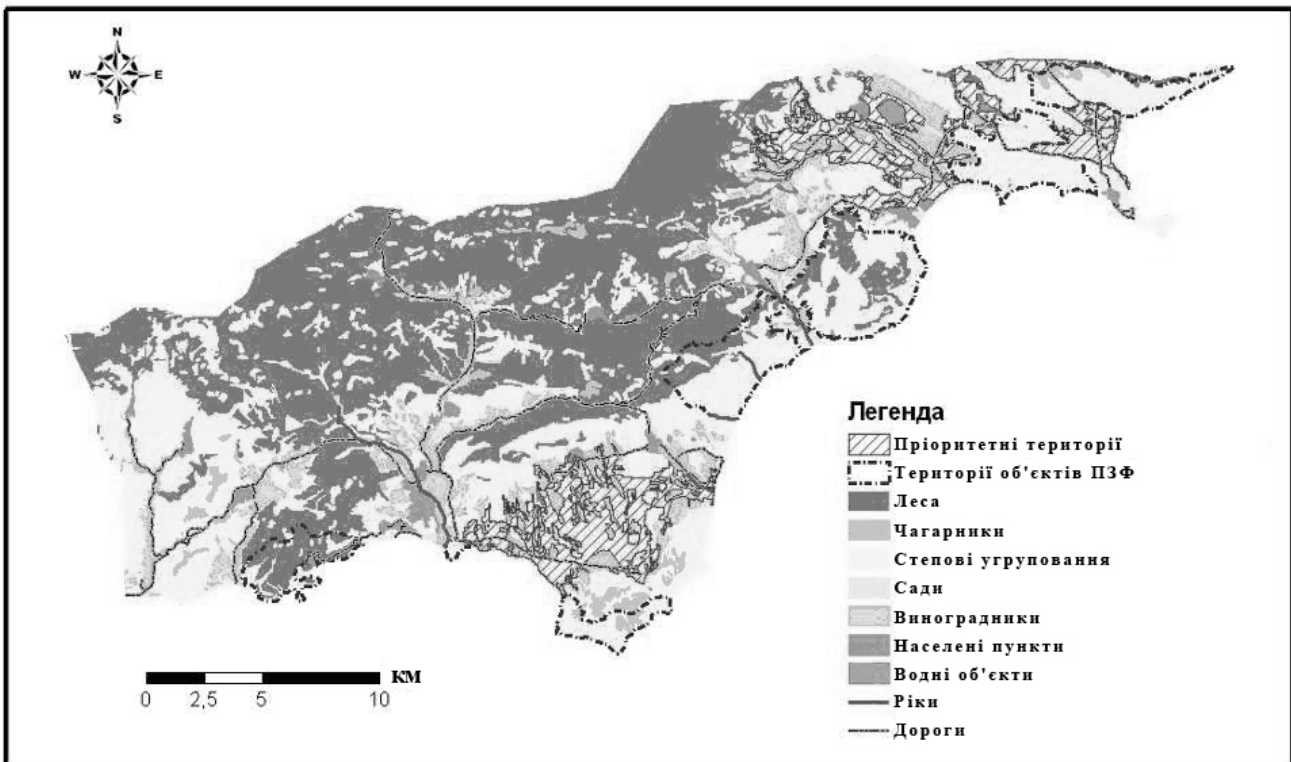 N
W E
S
Легенда
Пріоритетні території
Території об'єктів ПЗФ
Леса
Чагарники
Степові угруповання
Сади
Виноградники
Населені пункти
Водні об'єкти
Ріки
Дороги
км
0 2,5 5 10